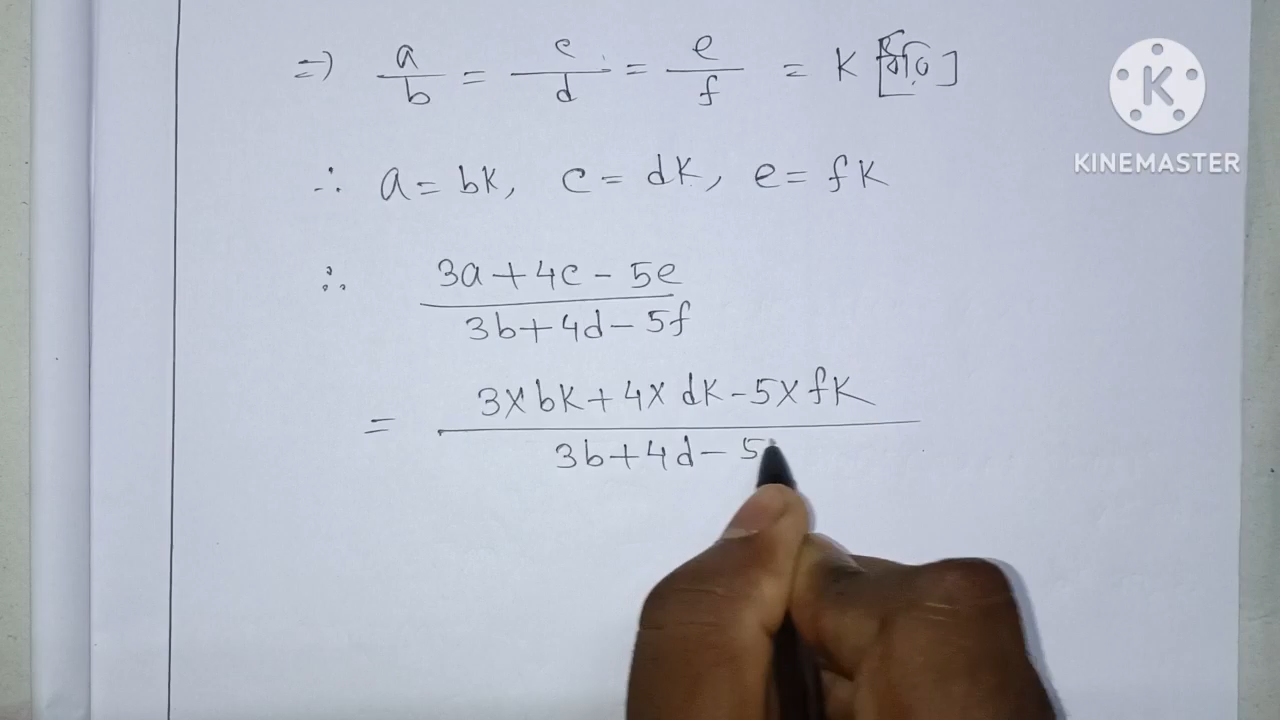 => a/b = c/d = e/f = K [ধরি]
∴ a = bK, c = dK, e = fK
∴ 3a + 4c - 5e / 3b + 4d - 5f
= 3×bK + 4×dK - 5×fK / 3b + 4d - 5
K
KINEMASTER